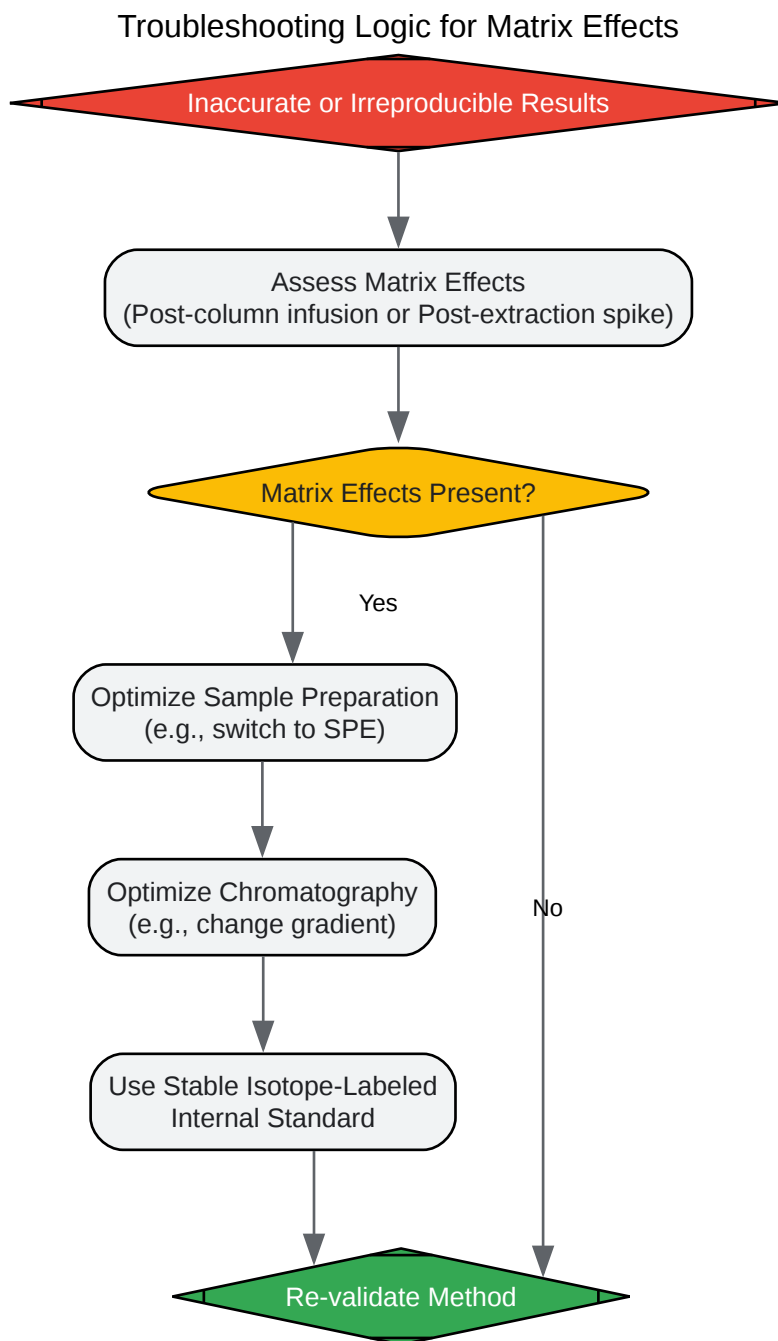 Troubleshooting Logic for Matrix Effects
Inaccurate or Irreproducible Results
Assess Matrix Effects
(Post-column infusion or Post-extraction spike)
Matrix Effects Present?
Yes
Optimize Sample Preparation
(e.g., switch to SPE)
Optimize Chromatography
(e.g., change gradient)
No
Use Stable Isotope-Labeled
Internal Standard
Re-validate Method